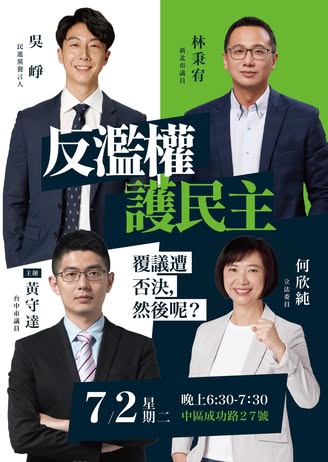 吳崢
民進黨發言人
林秉宥
新北市議員
反濫權
護民主
主題
黃守達
台中市議員
覆議遭
否決,
然後呢?
何欣純
立法委員
7/2 星期二
晚上6:30-7:30
中區成功路27號